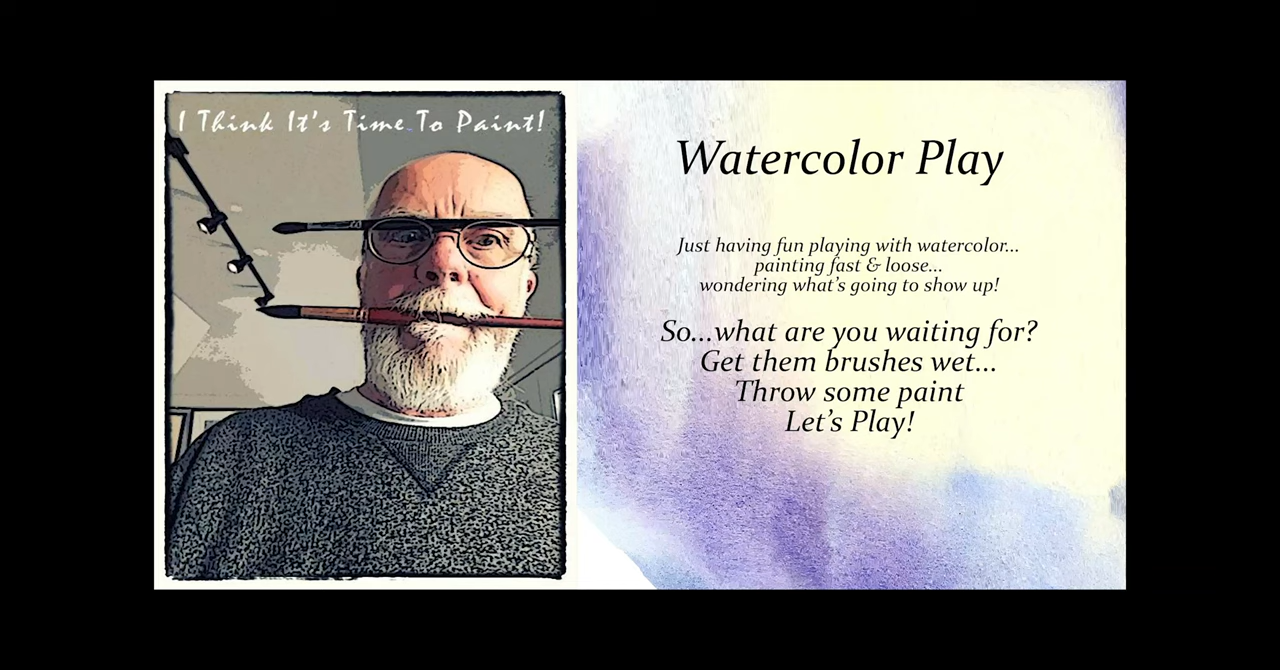 I Think It's Time To Paint!
Watercolor Play
Just having fun playing with watercolor...
painting fast & loose...
wondering what's going to show up!
So...what are you waiting for?
Get them brushes wet...
Throw some paint
Let's Play!